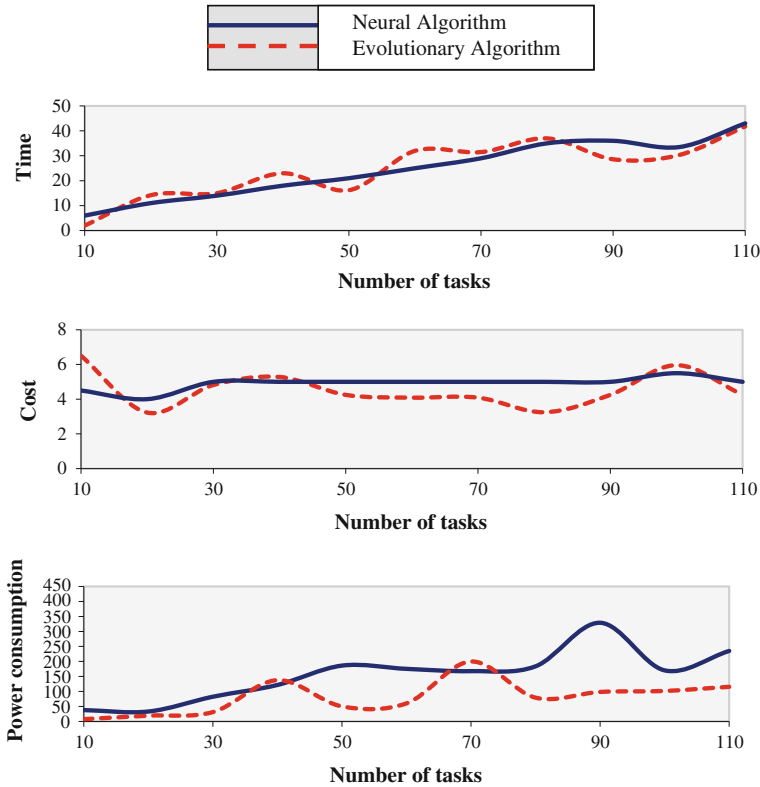 Neural Algorithm
Evolutionary Algorithm
50
40
30
20
10
0
Time
10 30 50 70 90 110
Number of tasks
8
6
4
2
0
Cost
10 30 50 70 90 110
Number of tasks
450
400
350
300
250
200
150
100
50
0
Power consumption
10 30 50 70 90 110
Number of tasks